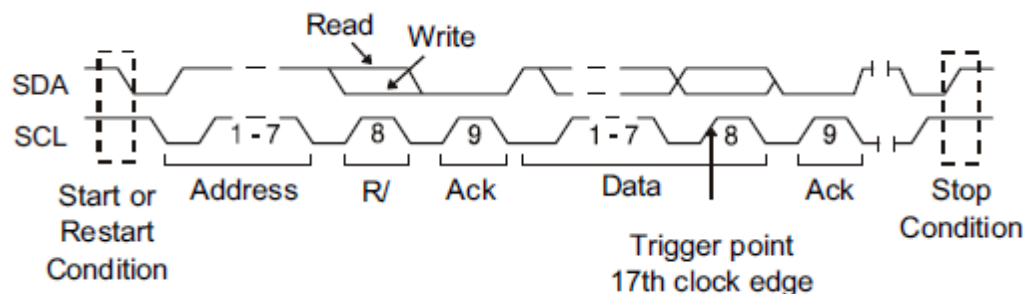 Read
Write
SDA
SCL
1 - 7
8
9
1 - 7
8
9
Address
R/
Ack
Data
Ack
Start or
Restart
Condition
Stop
Condition
Trigger point
17th clock edge